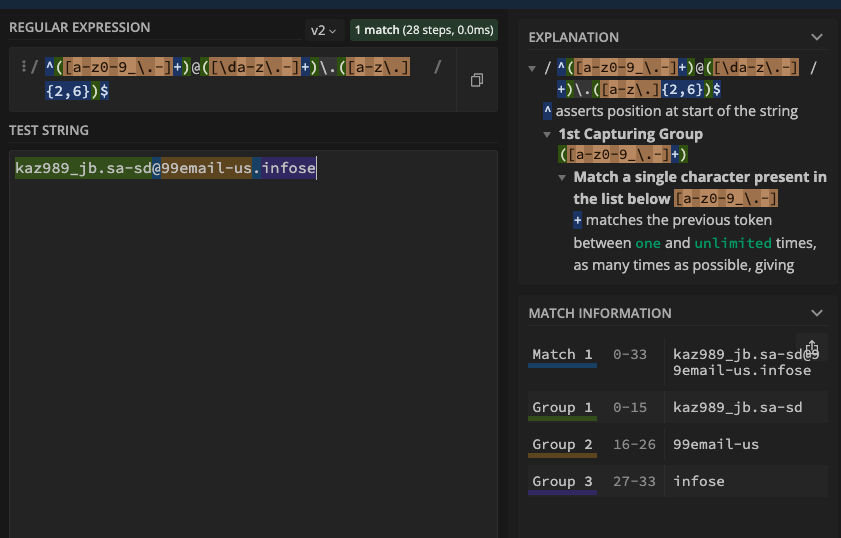 REGULAR EXPRESSION
v2
1 match (28 steps, 0.0ms)
/ ^([a-z0-9_\.-]+)@([\da-z\.-]+)\.([a-z\.] /
{2,6})$
TEST STRING
kaz989_jb.sa-sd@99email-us.infose
EXPLANATION
/ ^([a-z0-9_\.-]+)@([\da-z\.-] /
+)\.([a-z\.]{2,6})$
^ asserts position at start of the string
1st Capturing Group
([a-z0-9_\.-]+)
Match a single character present in
the list below [a-z0-9_\.-]
+ matches the previous token
between one and unlimited times,
as many times as possible, giving
MATCH INFORMATION
Match 1 0-33 kaz989_jb.sa-sd@9
9email-us.infose
Group 1 0-15 kaz989_jb.sa-sd
Group 2 16-26 99email-us
Group 3 27-33 infose